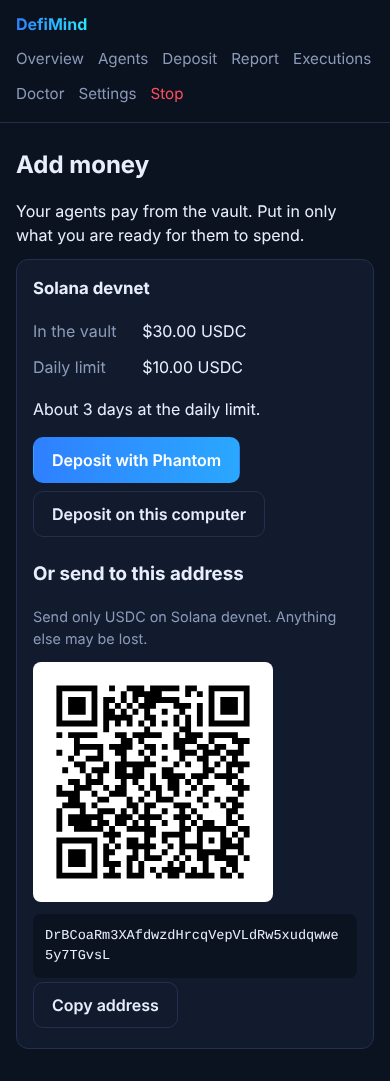 DefiMind
Overview Agents Deposit Report Executions
Doctor Settings Stop
Add money
Your agents pay from the vault. Put in only
what you are ready for them to spend.
Solana devnet
In the vault $30.00 USDC
Daily limit $10.00 USDC
About 3 days at the daily limit.
Deposit with Phantom
Deposit on this computer
Or send to this address
Send only USDC on Solana devnet. Anything
else may be lost.
DrBCoaRm3XAfdwzdHrcqVepVLdRw5xudqwwe
5y7TGvsL
Copy address